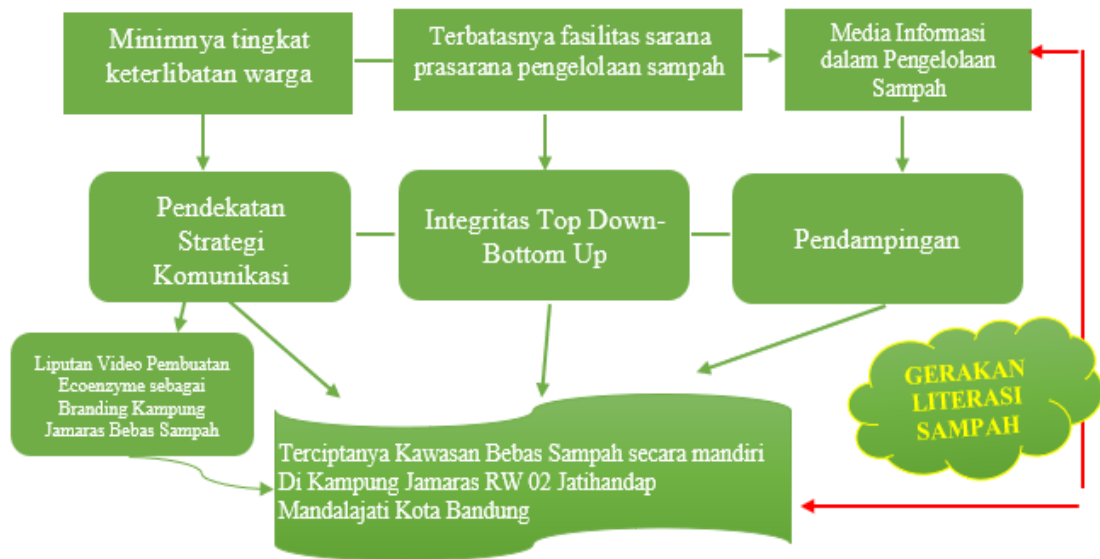 Minimnya tingkat
keterlibatan warga
Terbatasnya fasilitas sarana
prasarana pengelolaan sampah
Media Informasi
dalam Pengelolaan
Sampah
Pendekatan
Strategi
Komunikasi
Integritas Top Down-
Bottom Up
Pendampingan
Liputan Video Pembuatan
Ecoenzyme sebagai
Branding Kampung
Jamaras Bebas Sampah
GERAKAN
LITERASI
SAMPAH
Terciptanya Kawasan Bebas Sampah secara mandiri
Di Kampung Jamaras RW 02 Jatihandap
Mandalajati Kota Bandung